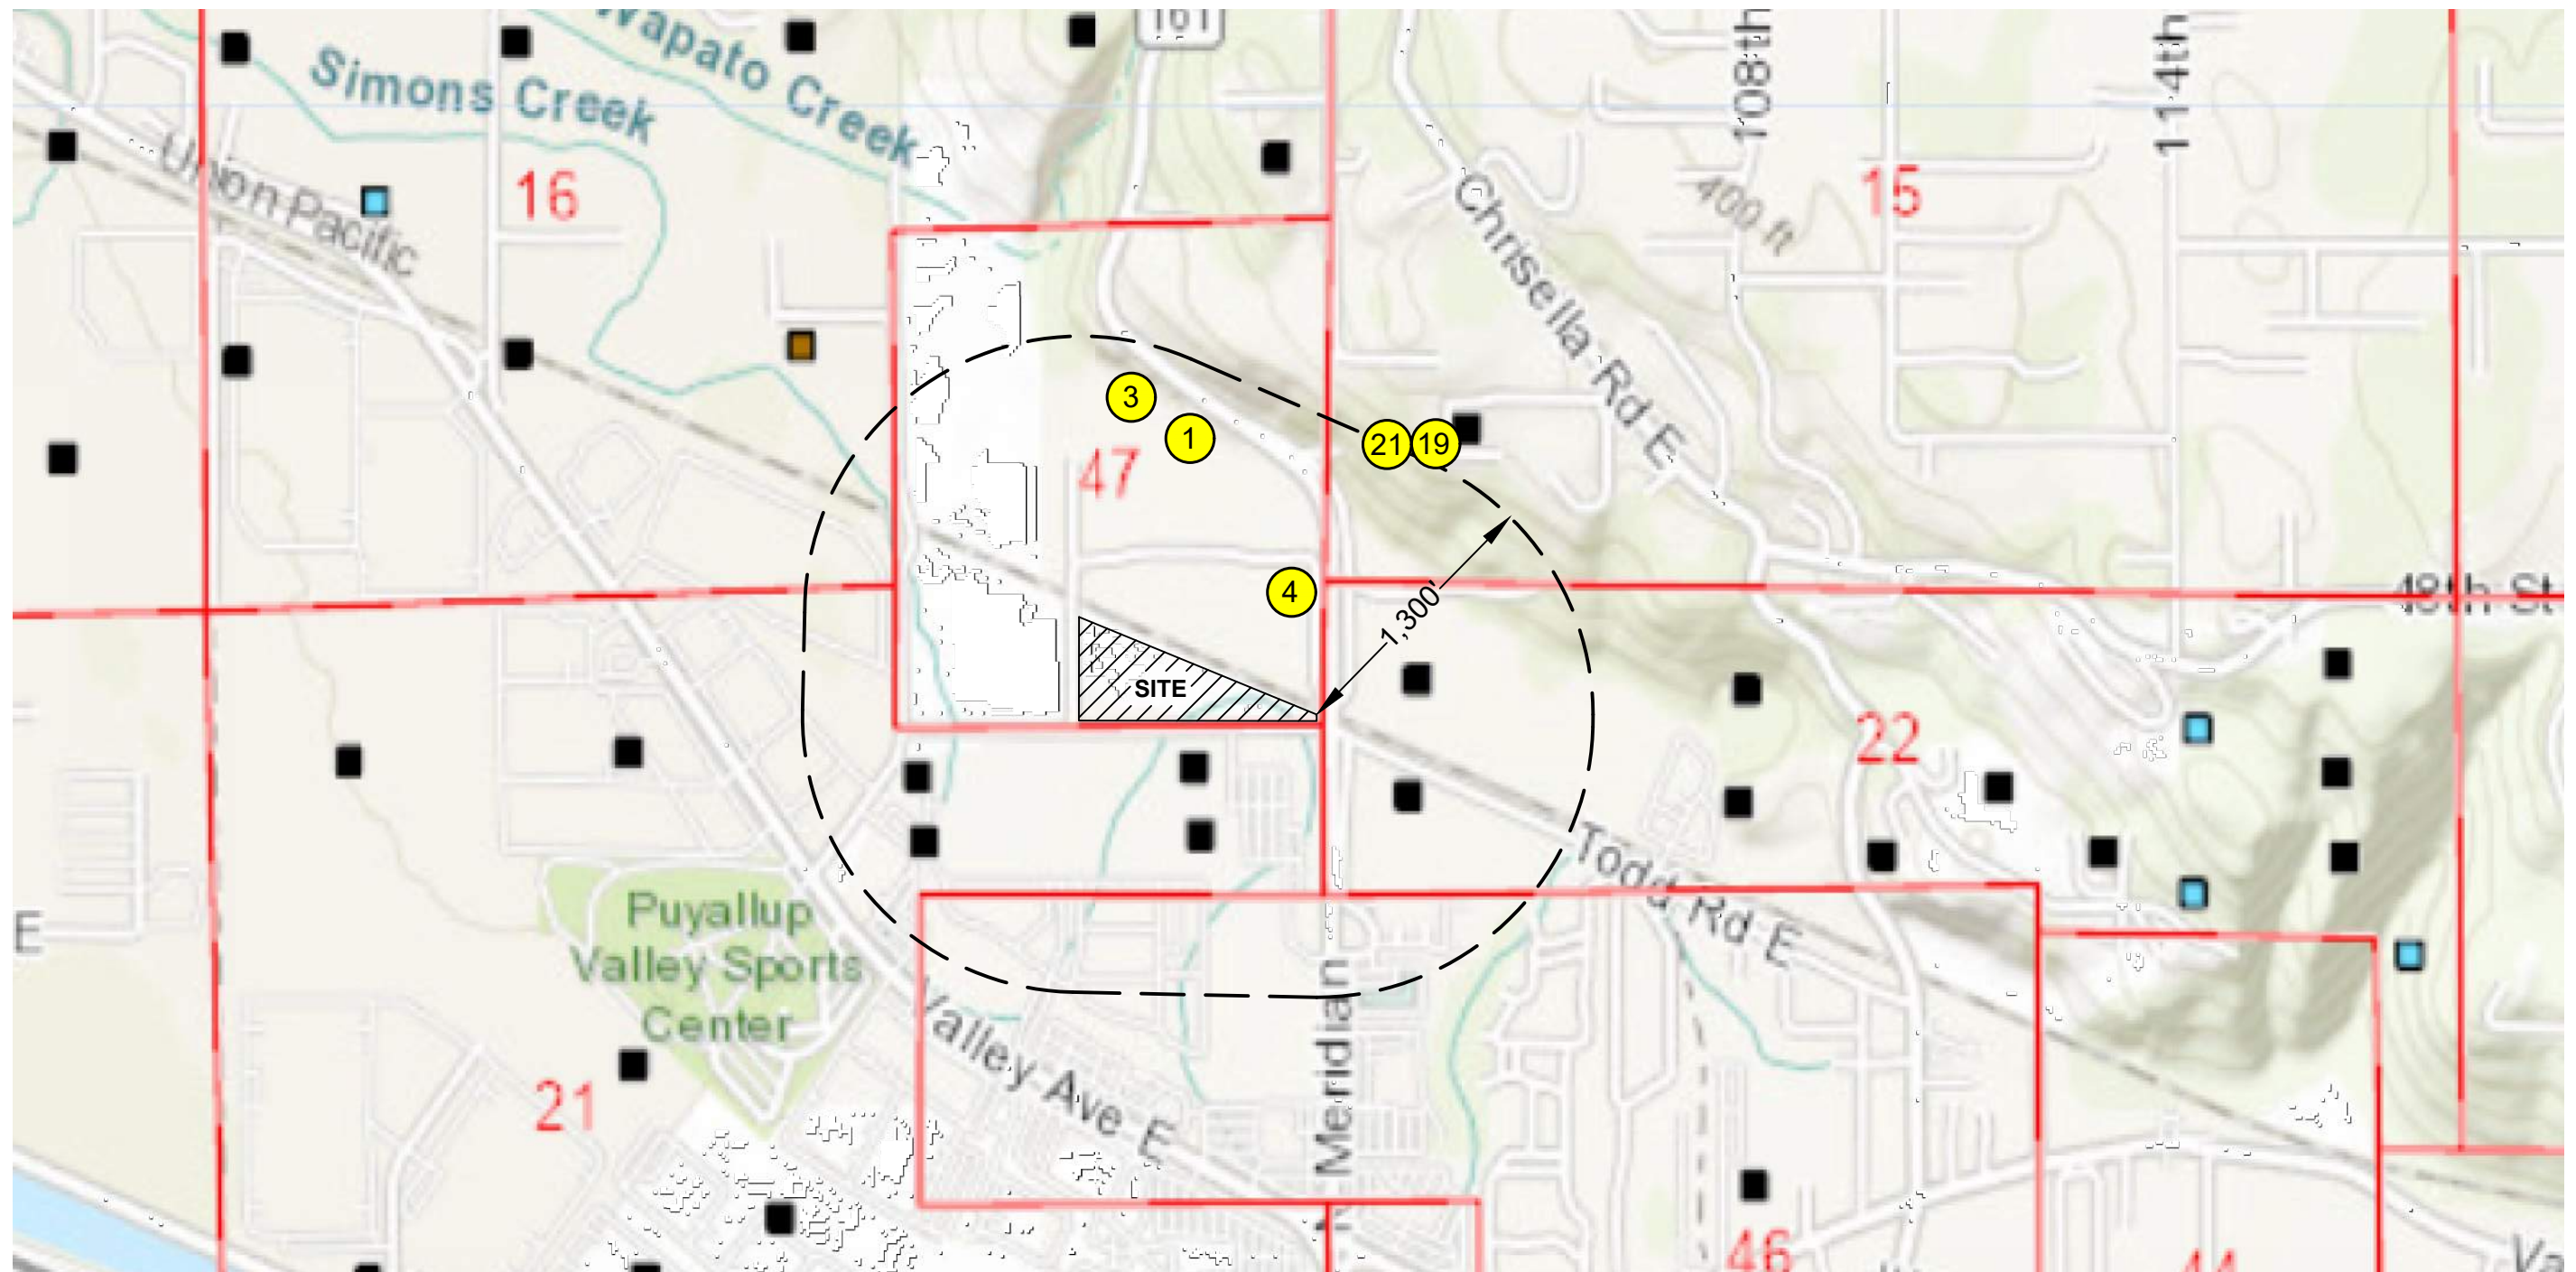 161
Wapato Creek
Simons Creek
108th
114th
Union Pacific
16
15
400 ft
Chrisella Rd E
3
1
21
19
47
4
48th St
1,300'
SITE
22
Todd Rd E
Puyallup
Valley Sports
Center
E
Valley Ave E
Meridian
21
46
44
Va